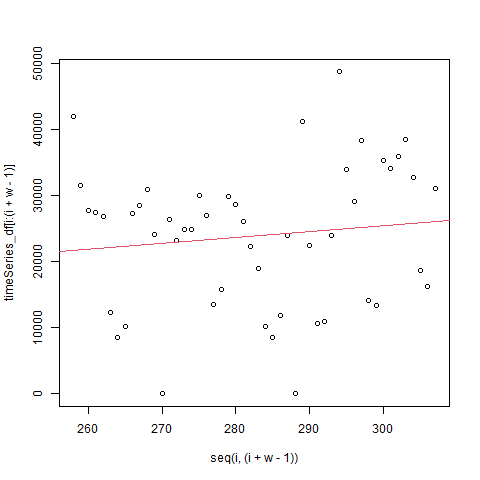 50000
40000
30000
20000
10000
0
timeSeries_df[i:(i + w - 1)]
260 270 280 290 300
seq(i, (i + w - 1))